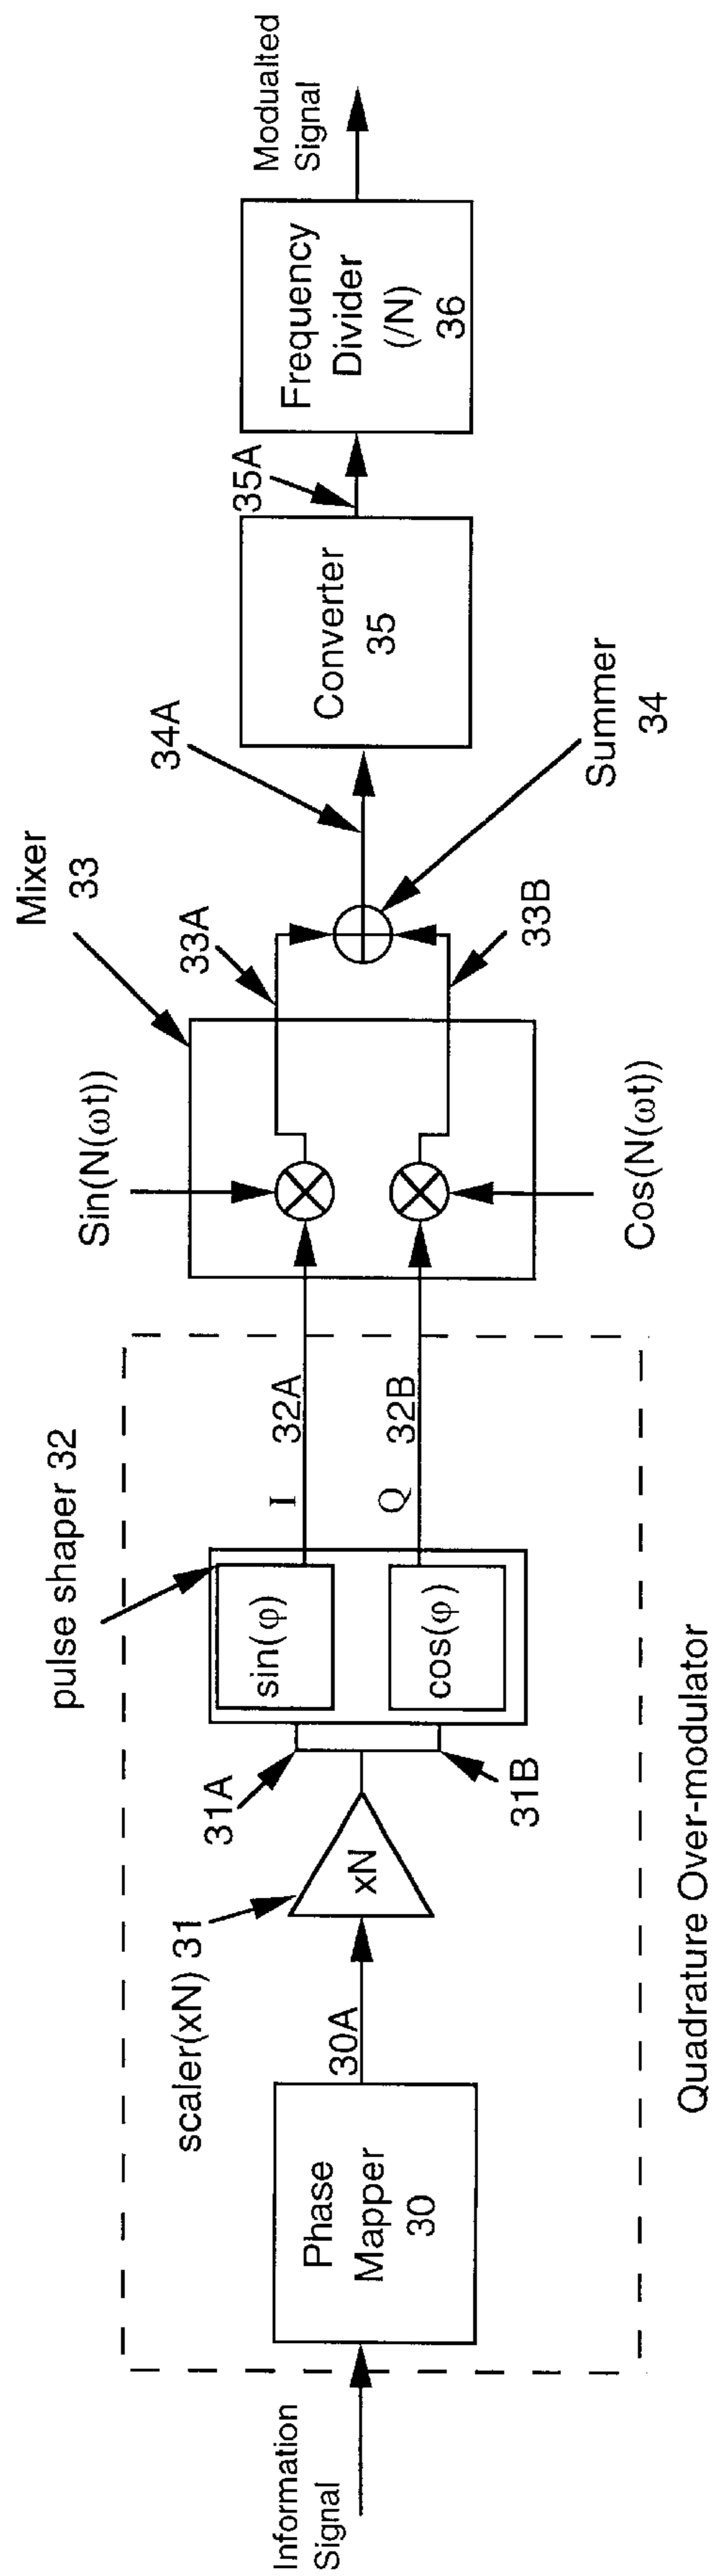 Information
Signal
Phase
Mapper
30
30A
scaler(xN) 31
xN
31A
31B
pulse shaper 32
sin(φ)
cos(φ)
I
32A
Q
32B
Quadrature Over-modulator
Sin(N(ωt))
Cos(N(ωt))
Mixer
33
33A
33B
34A
Summer
34
Converter
35
35A
Frequency
Divider
(/N)
36
Modualted
Signal